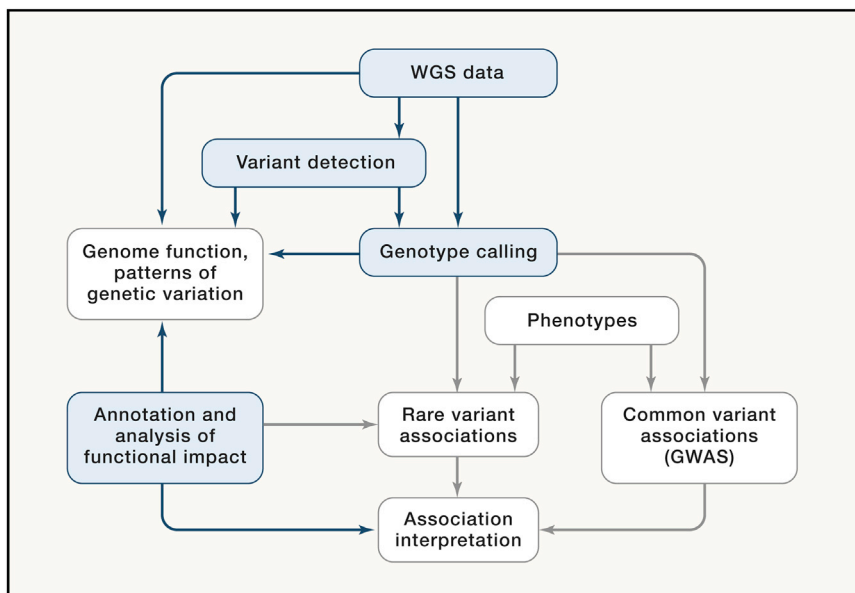 WGS data
Variant detection
Genome function,
patterns of
genetic variation
Genotype calling
Phenotypes
Annotation and
analysis of
functional impact
Rare variant
associations
Common variant
associations
(GWAS)
Association
interpretation